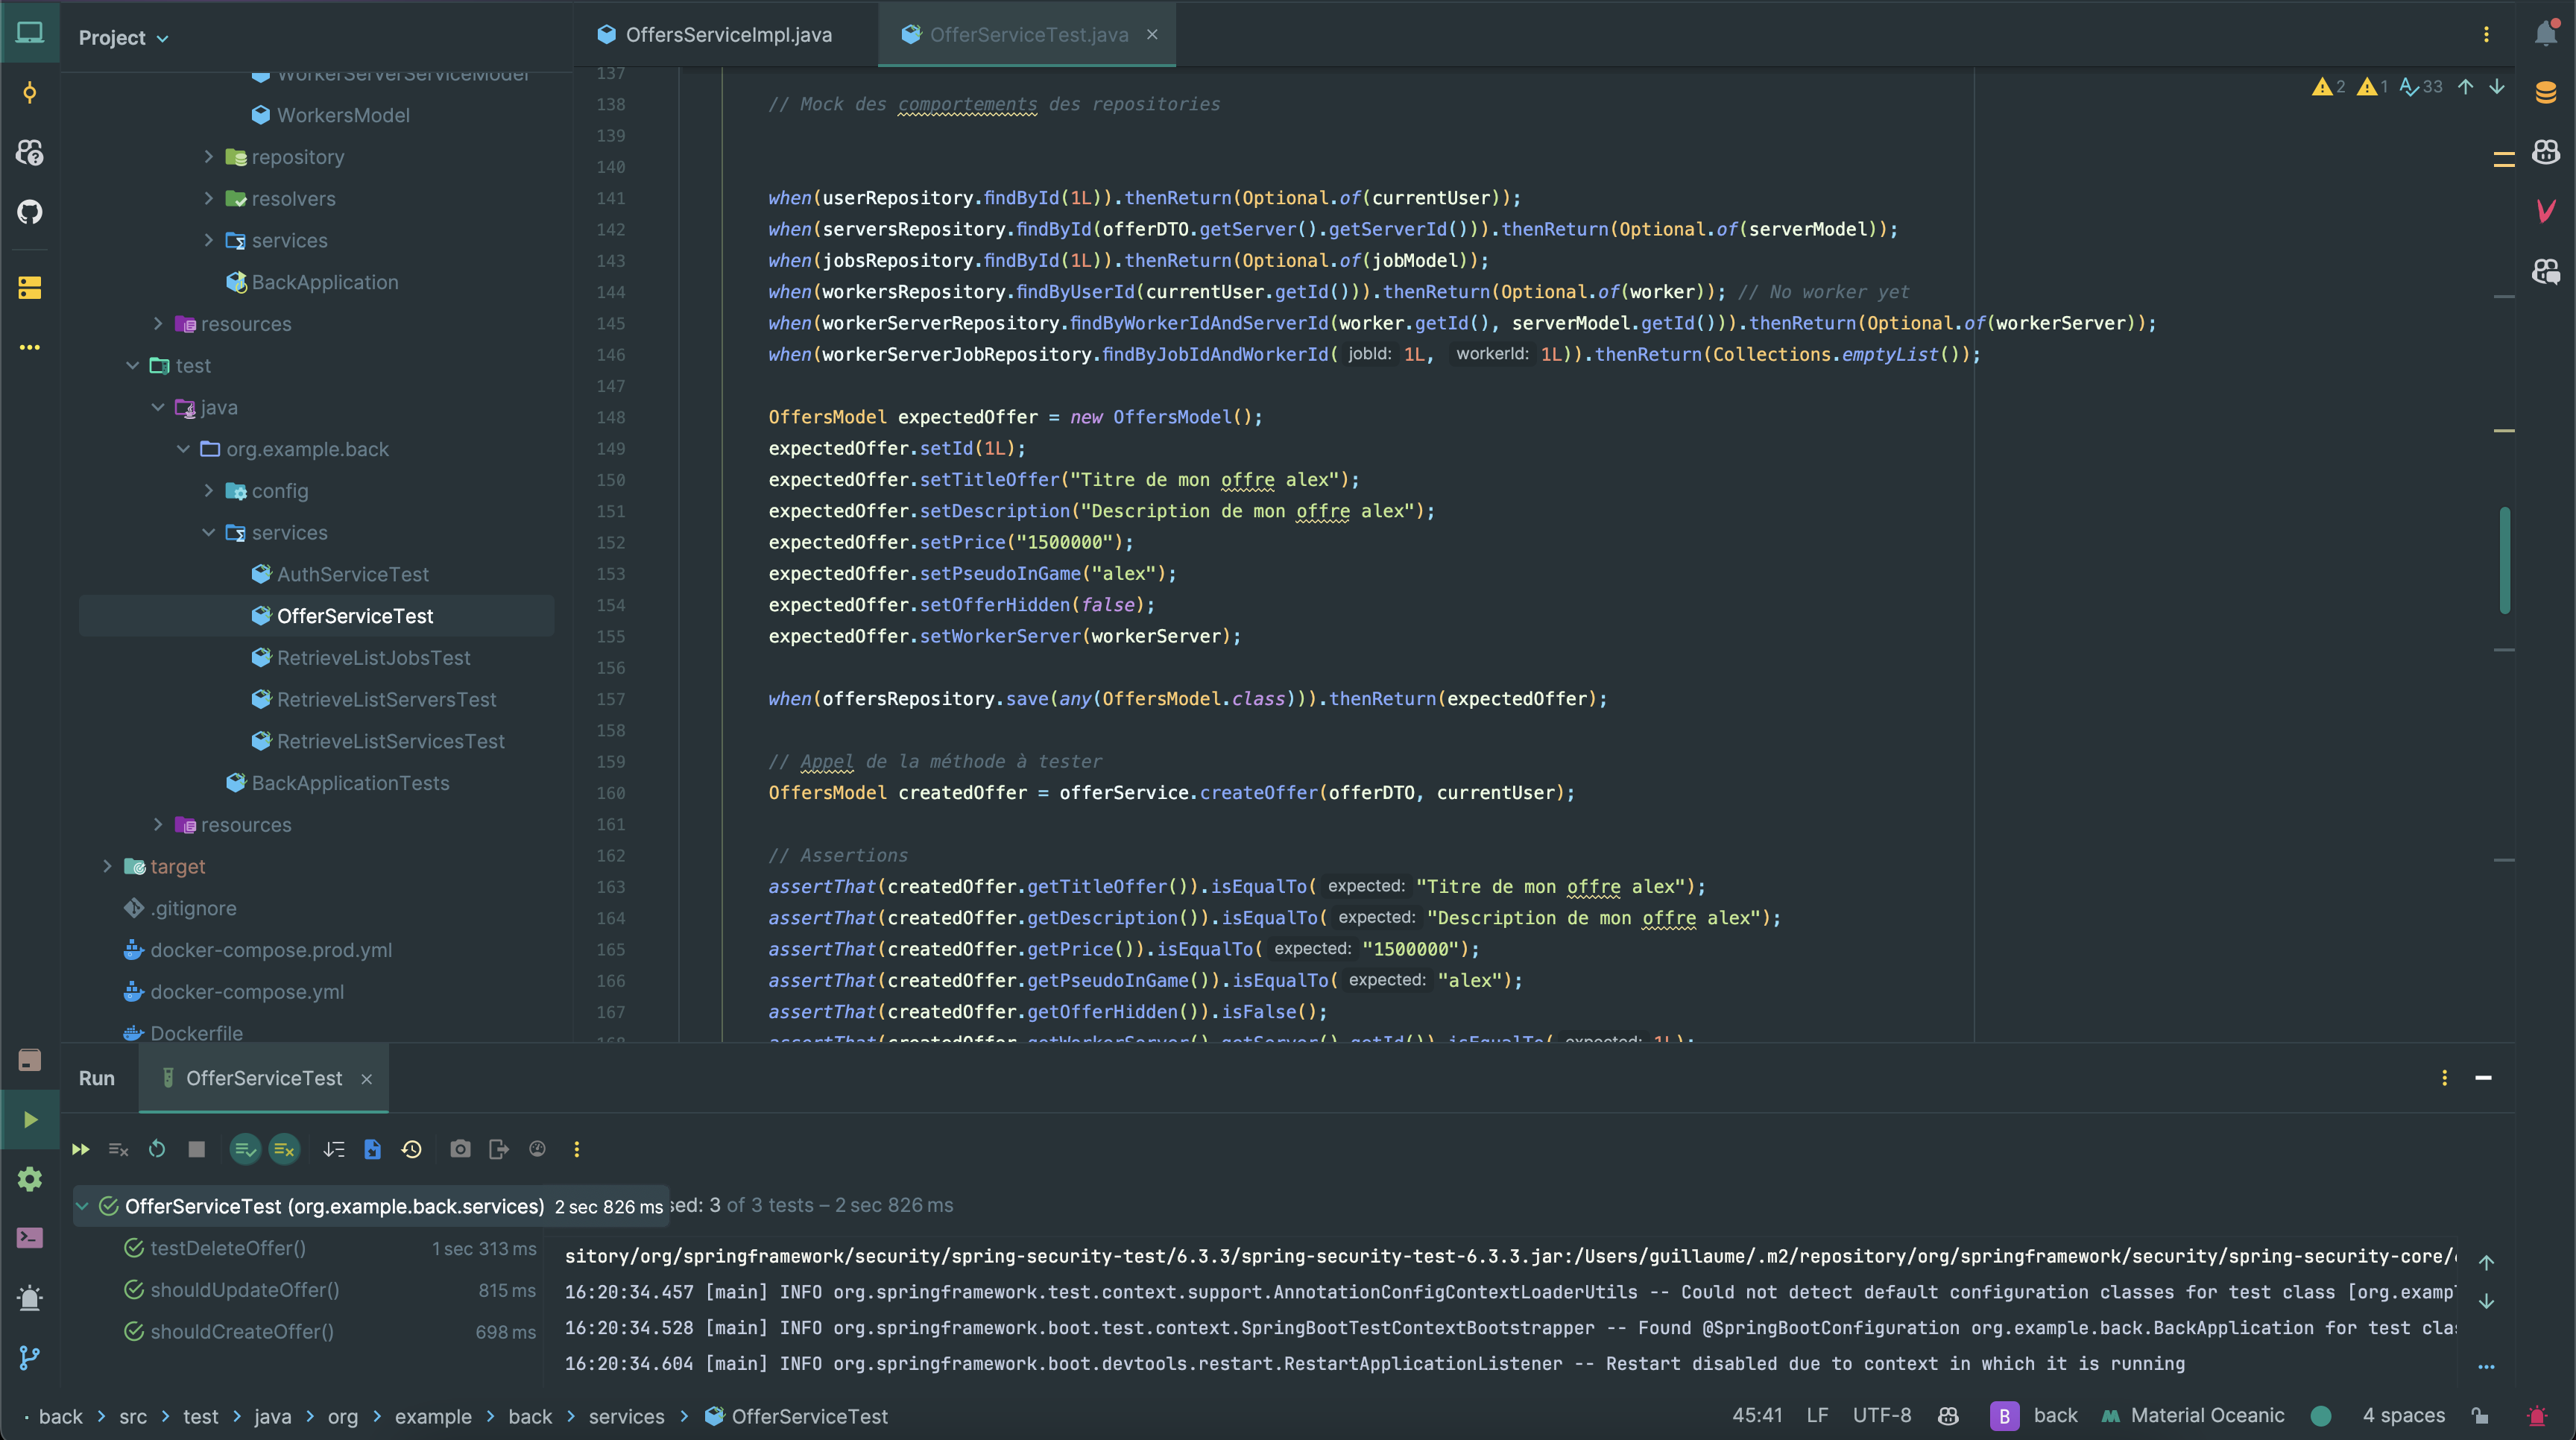 Project
OffersServiceImpl.java
OfferServiceTest.java
WorkerServerServiceModel
WorkersModel
repository
resolvers
services
BackApplication
resources
test
java
org.example.back
config
services
AuthServiceTest
OfferServiceTest
RetrieveListJobsTest
RetrieveListServersTest
RetrieveListServicesTest
BackApplicationTests
resources
target
.gitignore
docker-compose.prod.yml
docker-compose.yml
Dockerfile
2 1 33
137
138 // Mock des comportements des repositories
139
140
141 when(userRepository.findById(1L)).thenReturn(Optional.of(currentUser));
142 when(serversRepository.findById(offerDTO.getServer().getServerId())).thenReturn(Optional.of(serverModel));
143 when(jobsRepository.findById(1L)).thenReturn(Optional.of(jobModel));
144 when(workersRepository.findByUserId(currentUser.getId())).thenReturn(Optional.of(worker)); // No worker yet
145 when(workerServerRepository.findByWorkerIdAndServerId(worker.getId(), serverModel.getId())).thenReturn(Optional.of(workerServer));
146 when(workerServerJobRepository.findByJobIdAndWorkerId( jobId: 1L, workerId: 1L)).thenReturn(Collections.emptyList());
147
148 OffersModel expectedOffer = new OffersModel();
149 expectedOffer.setId(1L);
150 expectedOffer.setTitleOffer("Titre de mon offre alex");
151 expectedOffer.setDescription("Description de mon offre alex");
152 expectedOffer.setPrice("1500000");
153 expectedOffer.setPseudoInGame("alex");
154 expectedOffer.setOfferHidden(false);
155 expectedOffer.setWorkerServer(workerServer);
156
157 when(offersRepository.save(any(OffersModel.class))).thenReturn(expectedOffer);
158
159 // Appel de la méthode à tester
160 OffersModel createdOffer = offerService.createOffer(offerDTO, currentUser);
161
162 // Assertions
163 assertThat(createdOffer.getTitleOffer()).isEqualTo( expected: "Titre de mon offre alex");
164 assertThat(createdOffer.getDescription()).isEqualTo( expected: "Description de mon offre alex");
165 assertThat(createdOffer.getPrice()).isEqualTo( expected: "1500000");
166 assertThat(createdOffer.getPseudoInGame()).isEqualTo( expected: "alex");
167 assertThat(createdOffer.getOfferHidden()).isFalse();
168 assertThat(createdOffer.getWorkerServer().getServer().getId()).isEqualTo( expected: 1L);
Run
OfferServiceTest
OfferServiceTest (org.example.back.services) 2 sec 826 ms
sed: 3 of 3 tests – 2 sec 826 ms
testDeleteOffer() 1 sec 313 ms
shouldUpdateOffer() 815 ms
shouldCreateOffer() 698 ms
sitory/org/springframework/security/spring-security-test/6.3.3/spring-security-test-6.3.3.jar:/Users/guillaume/.m2/repository/org/springframework/security/spring-security-core/
16:20:34.457 [main] INFO org.springframework.test.context.support.AnnotationConfigContextLoaderUtils -- Could not detect default configuration classes for test class [org.examp
16:20:34.528 [main] INFO org.springframework.boot.test.context.SpringBootTestContextBootstrapper -- Found @SpringBootConfiguration org.example.back.BackApplication for test clas
16:20:34.604 [main] INFO org.springframework.boot.devtools.restart.RestartApplicationListener -- Restart disabled due to context in which it is running
back > src > test > java > org > example > back > services > OfferServiceTest
45:41 LF UTF-8 B back Material Oceanic 4 spaces